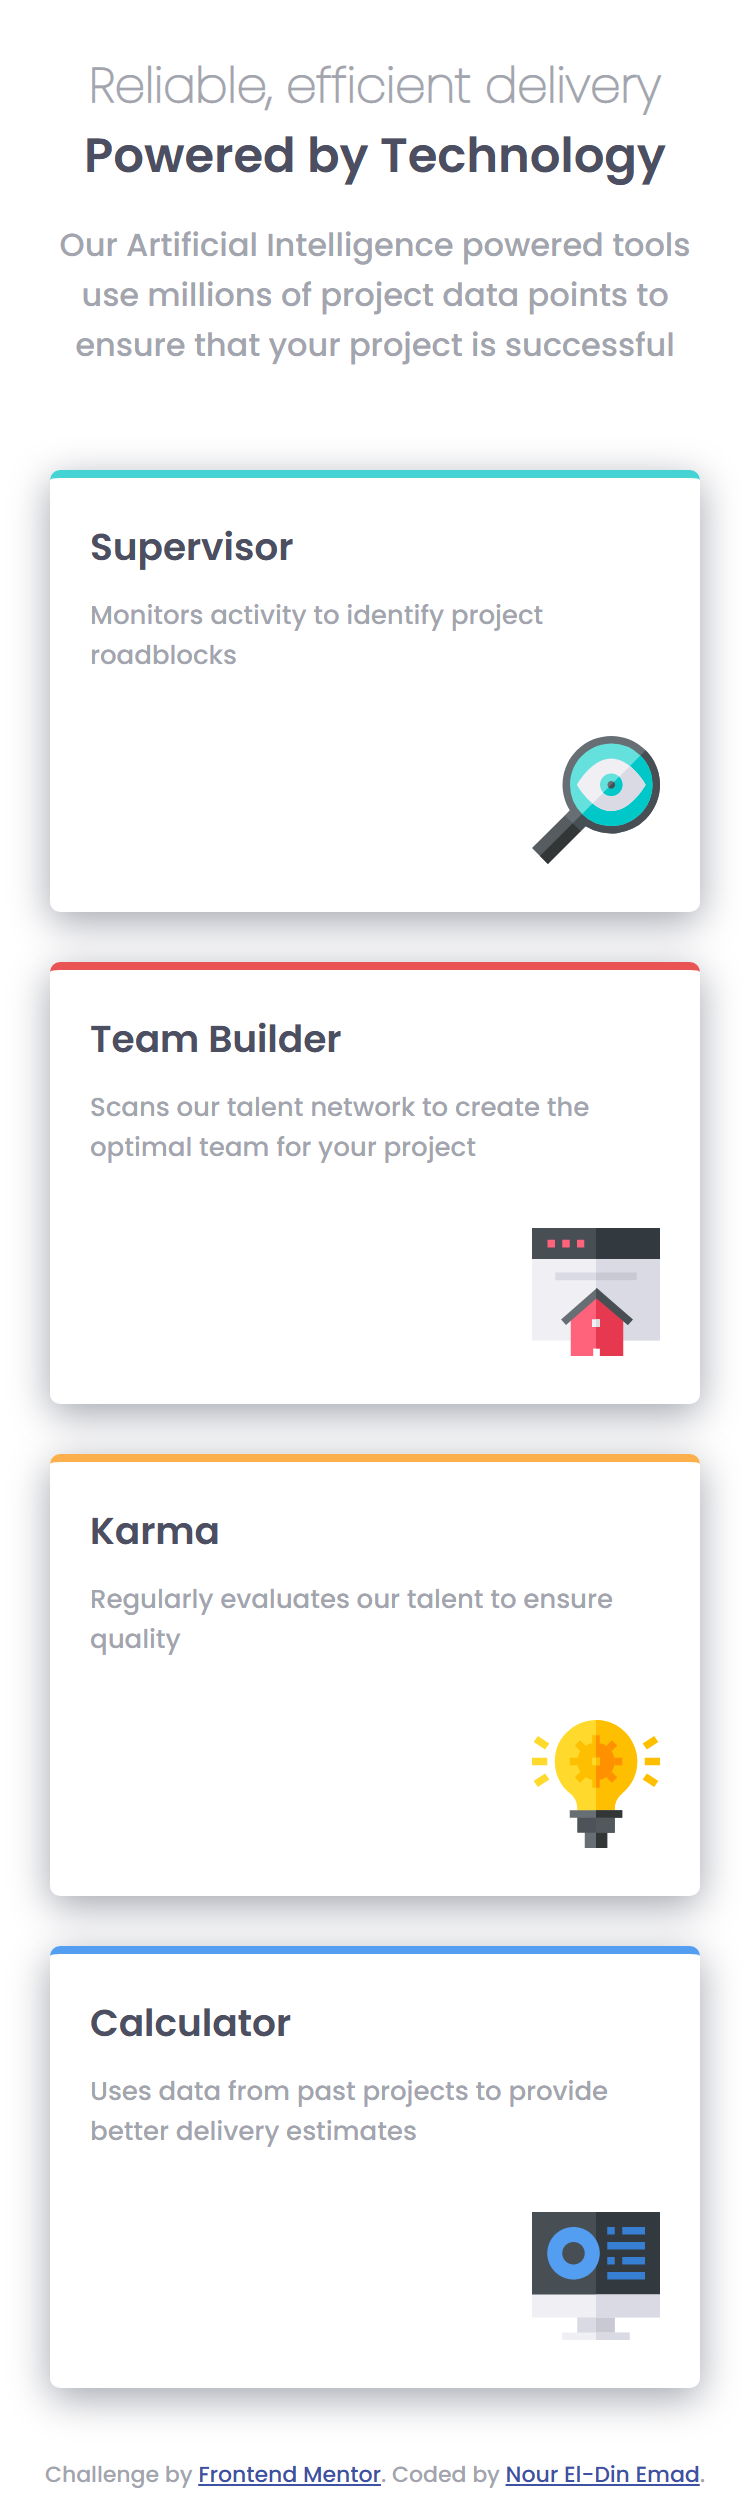 Reliable, efficient delivery
Powered by Technology
Our Artificial Intelligence powered tools
use millions of project data points to
ensure that your project is successful
Supervisor
Monitors activity to identify project
roadblocks
Team Builder
Scans our talent network to create the
optimal team for your project
Karma
Regularly evaluates our talent to ensure
quality
Calculator
Uses data from past projects to provide
better delivery estimates
Challenge by Frontend Mentor. Coded by Nour El-Din Emad.